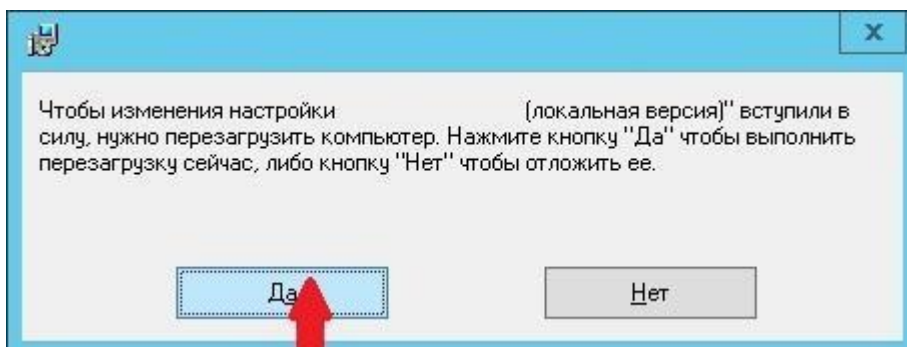 Чтобы изменения настройки (локальная версия)" вступили в
силу, нужно перезагрузить компьютер. Нажмите кнопку "Да" чтобы выполнить
перезагрузку сейчас, либо кнопку "Нет" чтобы отложить ее.
Да
Нет